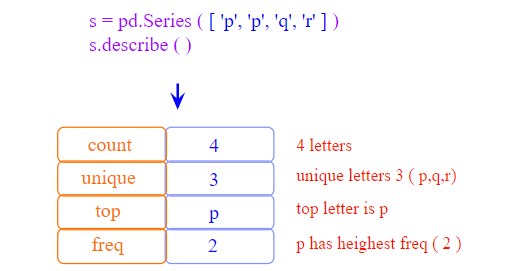 s = pd.Series ( [ 'p', 'p', 'q', 'r' ] )
s.describe ( )
count 4 4 letters
unique 3 unique letters 3 ( p,q,r)
top p top letter is p
freq 2 p has heighest freq ( 2 )